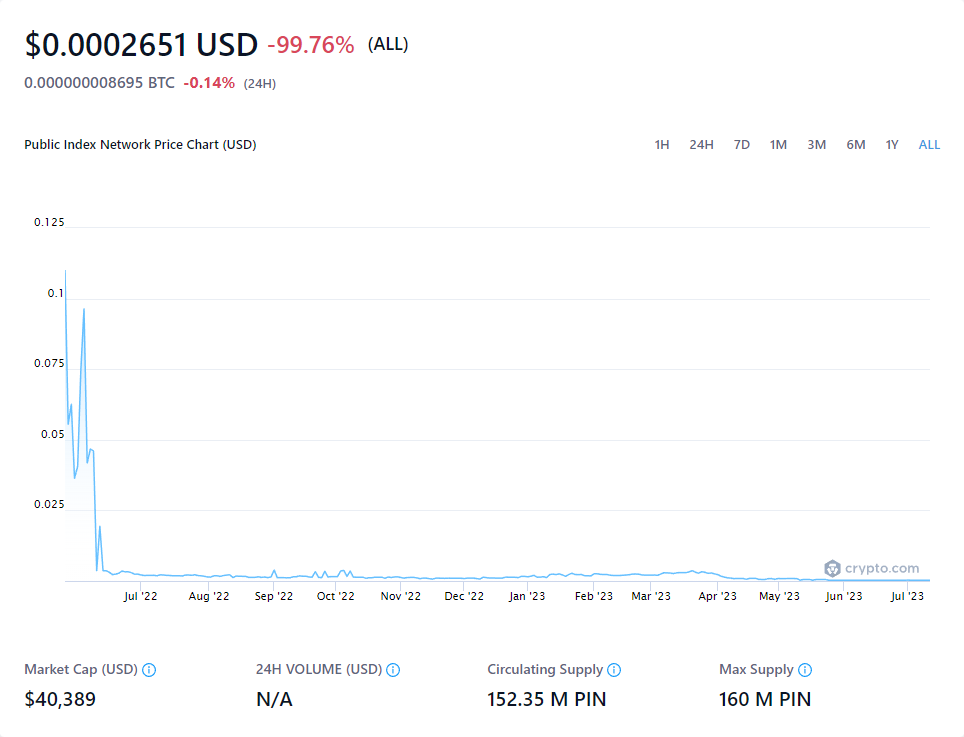 $0.0002651 USD -99.76% (ALL)
0.000000008695 BTC -0.14% (24H)
Public Index Network Price Chart (USD) 1H 24H 7D 1M 3M 6M 1Y ALL
0.125
0.1
0.075
0.05
0.025
crypto.com
Jul '22 Aug '22 Sep '22 Oct '22 Nov '22 Dec '22 Jan '23 Feb '23 Mar '23 Apr '23 May '23 Jun '23 Jul '23
Market Cap (USD) 24H VOLUME (USD) Circulating Supply Max Supply
$40,389 N/A 152.35 M PIN 160 M PIN